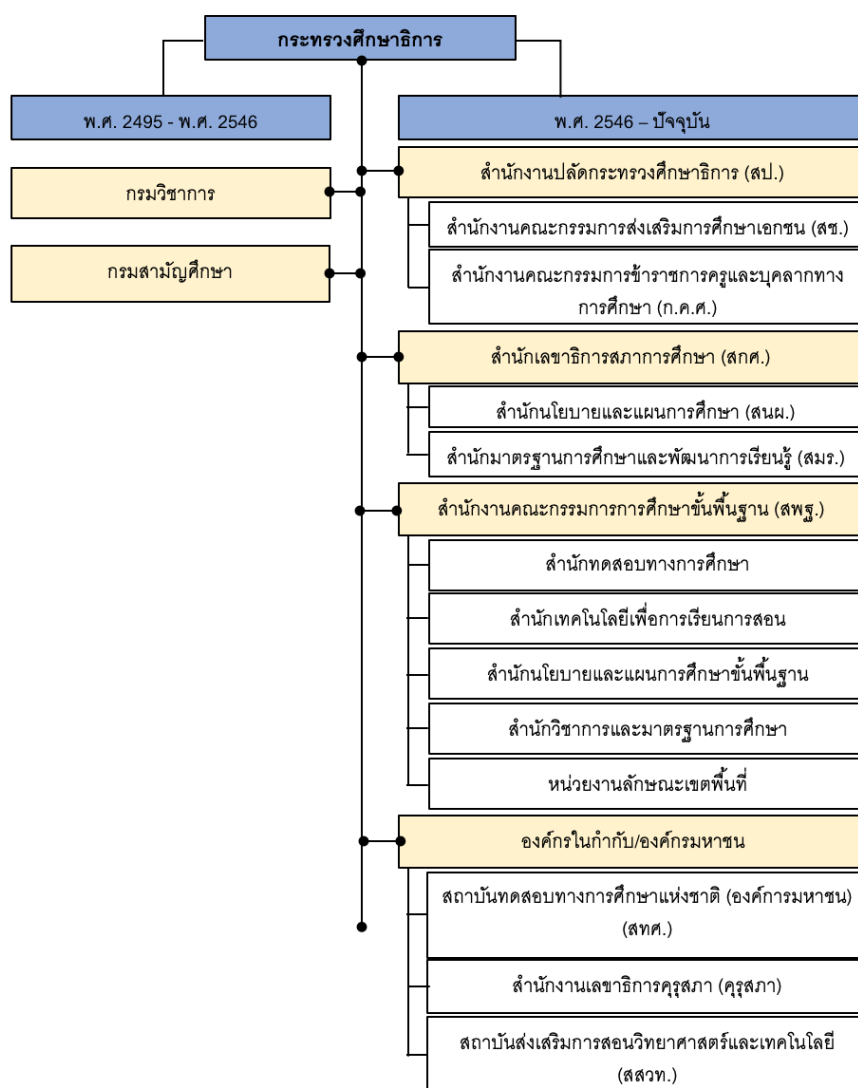 กระทรวงศึกษาธิการ
พ.ศ. 2495 - พ.ศ. 2546
กรมวิชาการ
กรมสามัญศึกษา
พ.ศ. 2546 – ปัจจุบัน
สำนักงานปลัดกระทรวงศึกษาธิการ (สป.)
สำนักงานคณะกรรมการส่งเสริมการศึกษาเอกชน (สช.)
สำนักงานคณะกรรมการข้าราชการครูและบุคลากรทาง
การศึกษา (ก.ค.ศ.)
สำนักเลขาธิการสภาการศึกษา (สกศ.)
สำนักนโยบายและแผนการศึกษา (สนผ.)
สำนักมาตรฐานการศึกษาและพัฒนาการเรียนรู้ (สมร.)
สำนักงานคณะกรรมการการศึกษาขั้นพื้นฐาน (สพฐ.)
สำนักทดสอบทางการศึกษา
สำนักเทคโนโลยีเพื่อการเรียนการสอน
สำนักนโยบายและแผนการศึกษาขั้นพื้นฐาน
สำนักวิชาการและมาตรฐานการศึกษา
หน่วยงานลักษณะเขตพื้นที่
องค์กรในกำกับ/องค์กรมหาชน
สถาบันทดสอบทางการศึกษาแห่งชาติ (องค์การมหาชน)
(สทศ.)
สำนักงานเลขาธิการคุรุสภา (คุรุสภา)
สถาบันส่งเสริมการสอนวิทยาศาสตร์และเทคโนโลยี
(สสวท.)